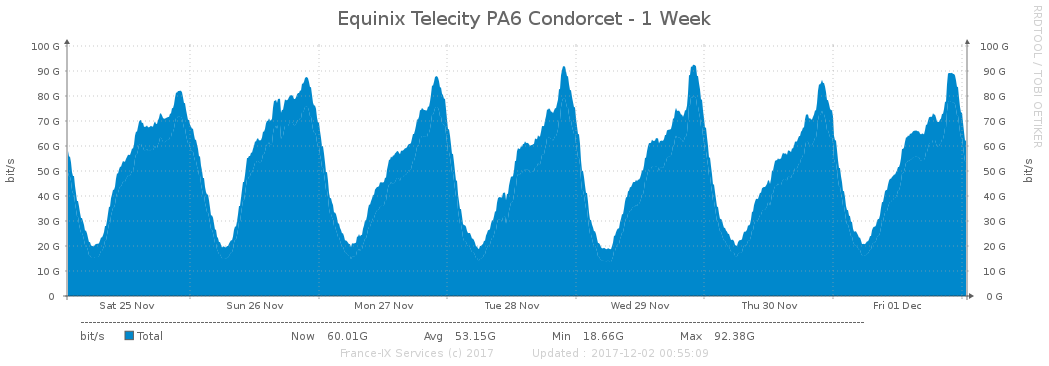 Equinix Telecity PA6 Condorcet - 1 Week
RRDTOOL / TOBI OETIKER
100 G 100 G
90 G 90 G
80 G 80 G
70 G 70 G
60 G 60 G
50 G 50 G
40 G 40 G
30 G 30 G
20 G 20 G
10 G 10 G
0 0 G
bit/s
bit/s
Sat 25 Nov Sun 26 Nov Mon 27 Nov Tue 28 Nov Wed 29 Nov Thu 30 Nov Fri 01 Dec
bit/s Total Now 60.01G Avg 53.15G Min 18.66G Max 92.38G
France-IX Services (c) 2017 Updated : 2017-12-02 00:55:09